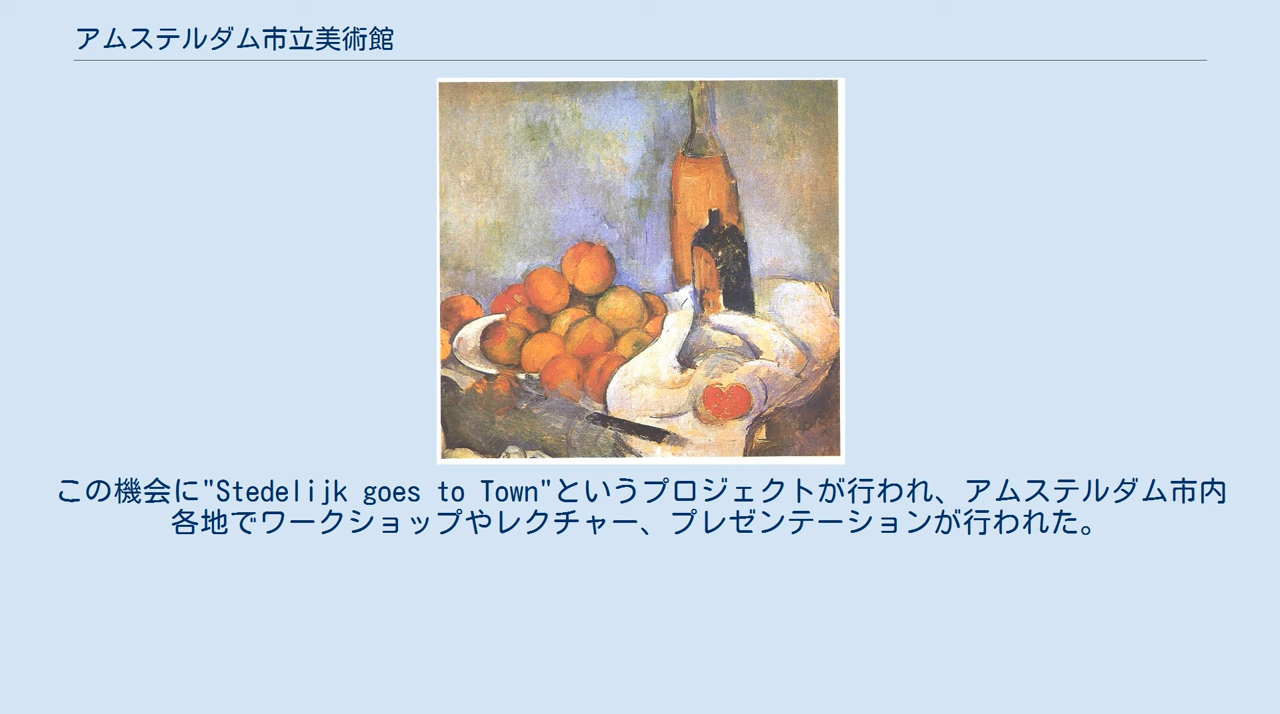 アムステルダム市立美術館
この機会に"Stedelijk goes to Town"というプロジェクトが行われ、アムステルダム市内
各地でワークショップやレクチャー、プレゼンテーションが行われた。